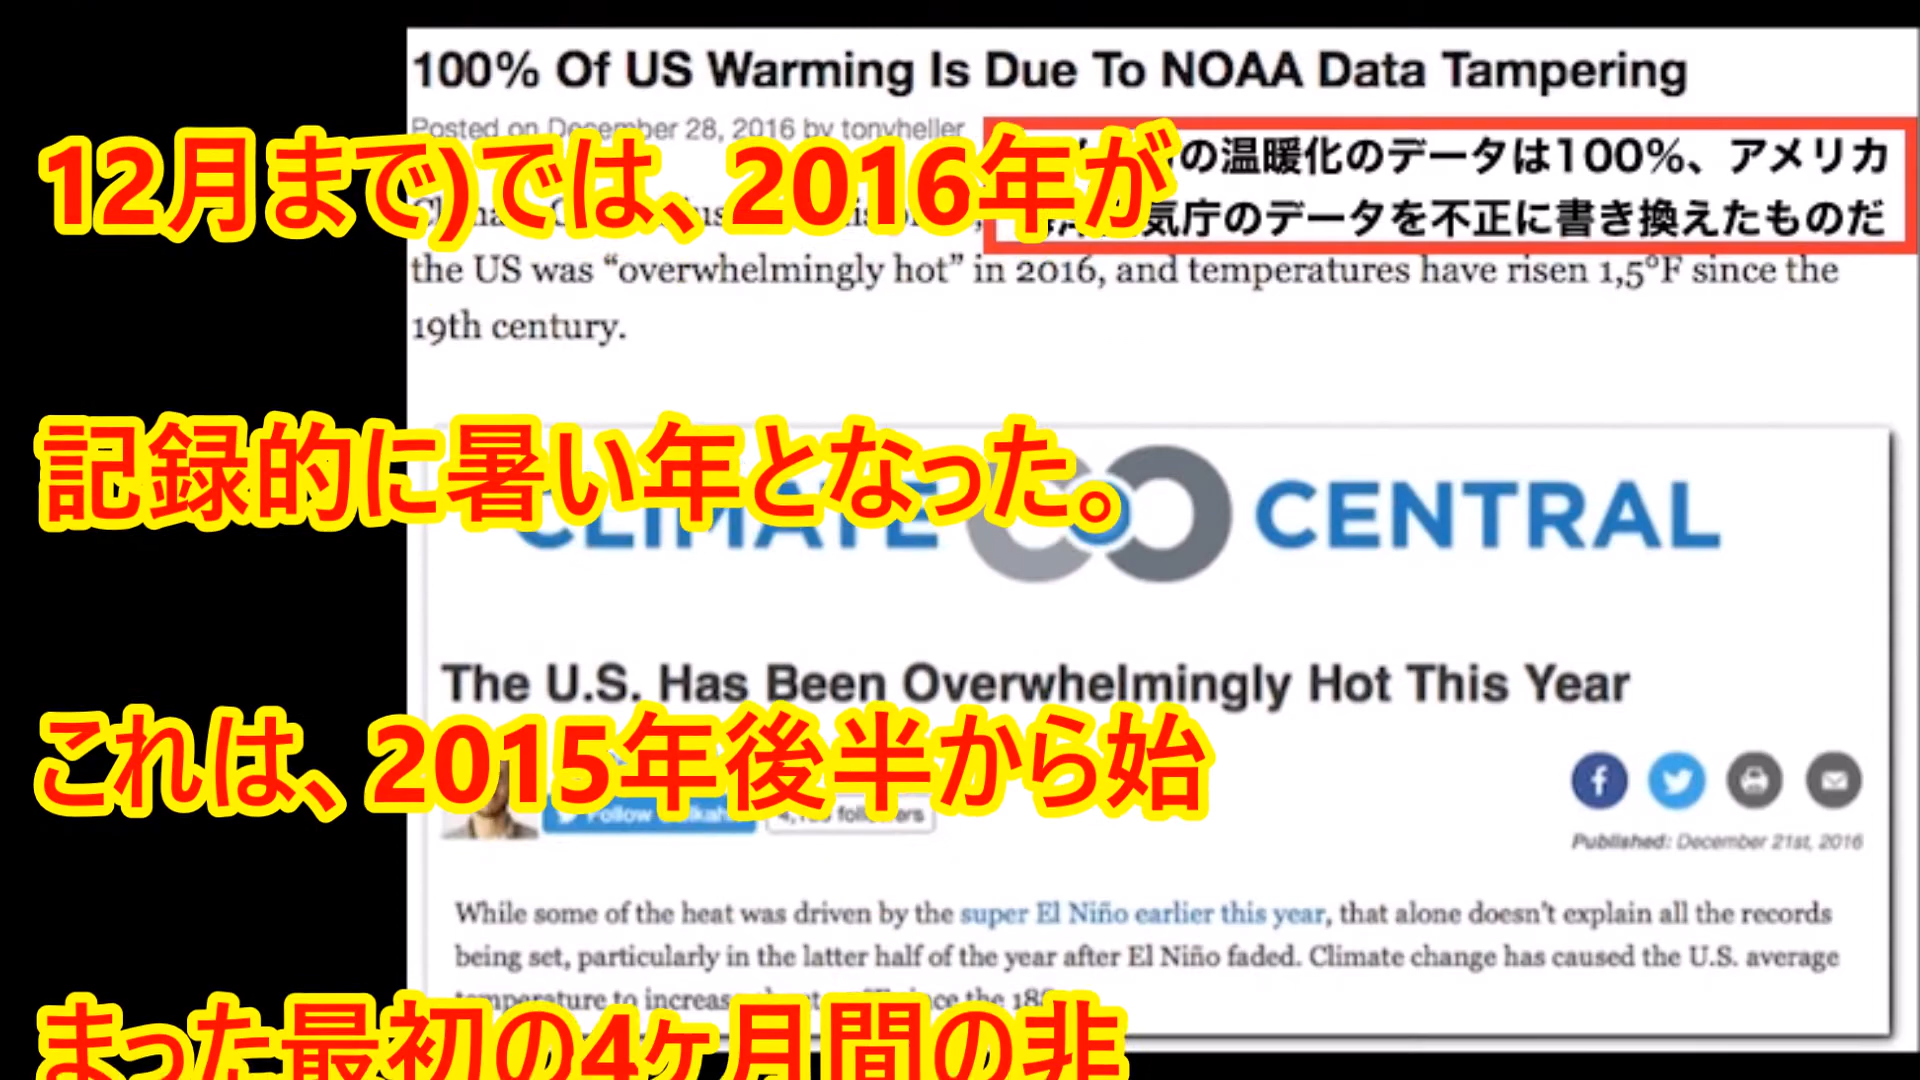 100% Of US Warming Is Due To NOAA Data Tampering
Posted on December 28, 2016 by tonyheller
の温暖化のデータは100%、アメリカ
気庁のデータを不正に書き換えたものだ
12月まで)では、2016年が
the US was “overwhelmingly hot” in 2016, and temperatures have risen 1,5°F since the
19th century.
記録的に暑い年となった。
CLIMATE CENTRAL
The U.S. Has Been Overwhelmingly Hot This Year
これは、2015年後半から始
Follow
followers
Published: December 21st, 2016
While some of the heat was driven by the super El Niño earlier this year, that alone doesn’t explain all the records
being set, particularly in the latter half of the year after El Niño faded. Climate change has caused the U.S. average
temperature to increase since the
まった最初の4ヶ月間の非